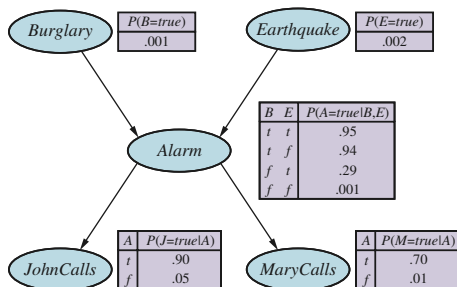 Burglary
P(B=true)
.001
Earthquake
P(E=true)
.002
Alarm
B E P(A=true|B,E)
t t .95
t f .94
f t .29
f f .001
JohnCalls
A P(J=true|A)
t .90
f .05
MaryCalls
A P(M=true|A)
t .70
f .01